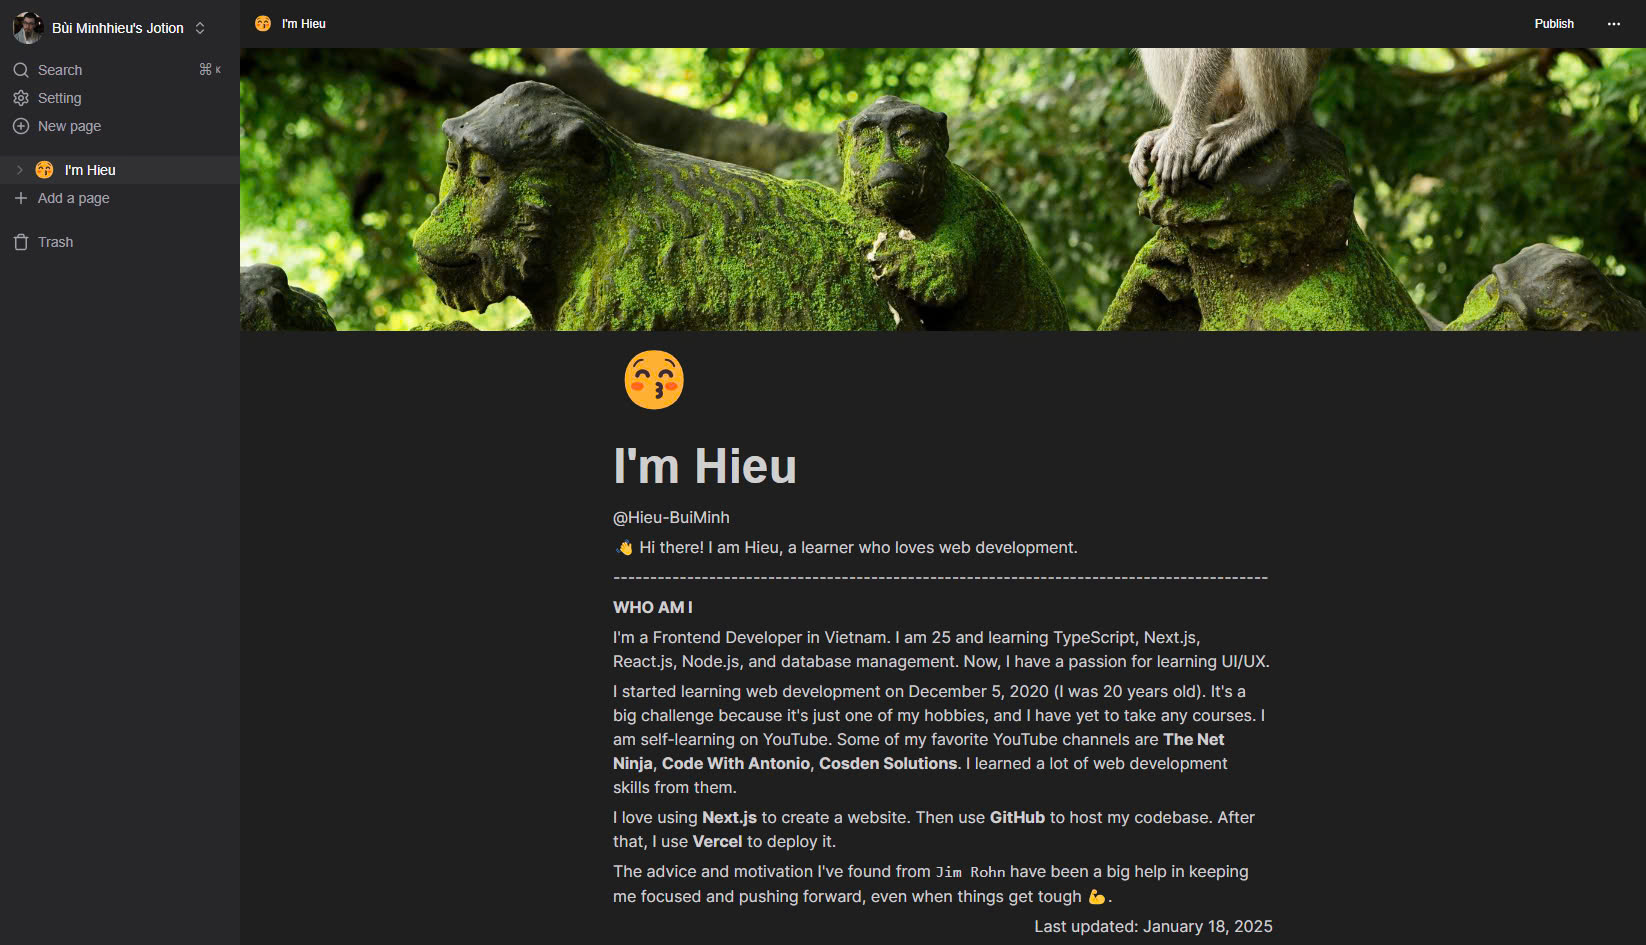 Bùi Minhhieu's Jotion
Search ⌘ K
Setting
New page
I'm Hieu
Add a page
Trash
I'm Hieu
Publish
I'm Hieu
@Hieu-BuiMinh
👋 Hi there! I am Hieu, a learner who loves web development.
------------------------------------------------------------------------------------------
WHO AM I
I'm a Frontend Developer in Vietnam. I am 25 and learning TypeScript, Next.js,
React.js, Node.js, and database management. Now, I have a passion for learning UI/UX.
I started learning web development on December 5, 2020 (I was 20 years old). It's a
big challenge because it's just one of my hobbies, and I have yet to take any courses. I
am self-learning on YouTube. Some of my favorite YouTube channels are The Net
Ninja, Code With Antonio, Cosden Solutions. I learned a lot of web development
skills from them.
I love using Next.js to create a website. Then use GitHub to host my codebase. After
that, I use Vercel to deploy it.
The advice and motivation I've found from Jim Rohn have been a big help in keeping
me focused and pushing forward, even when things get tough 💪.
Last updated: January 18, 2025